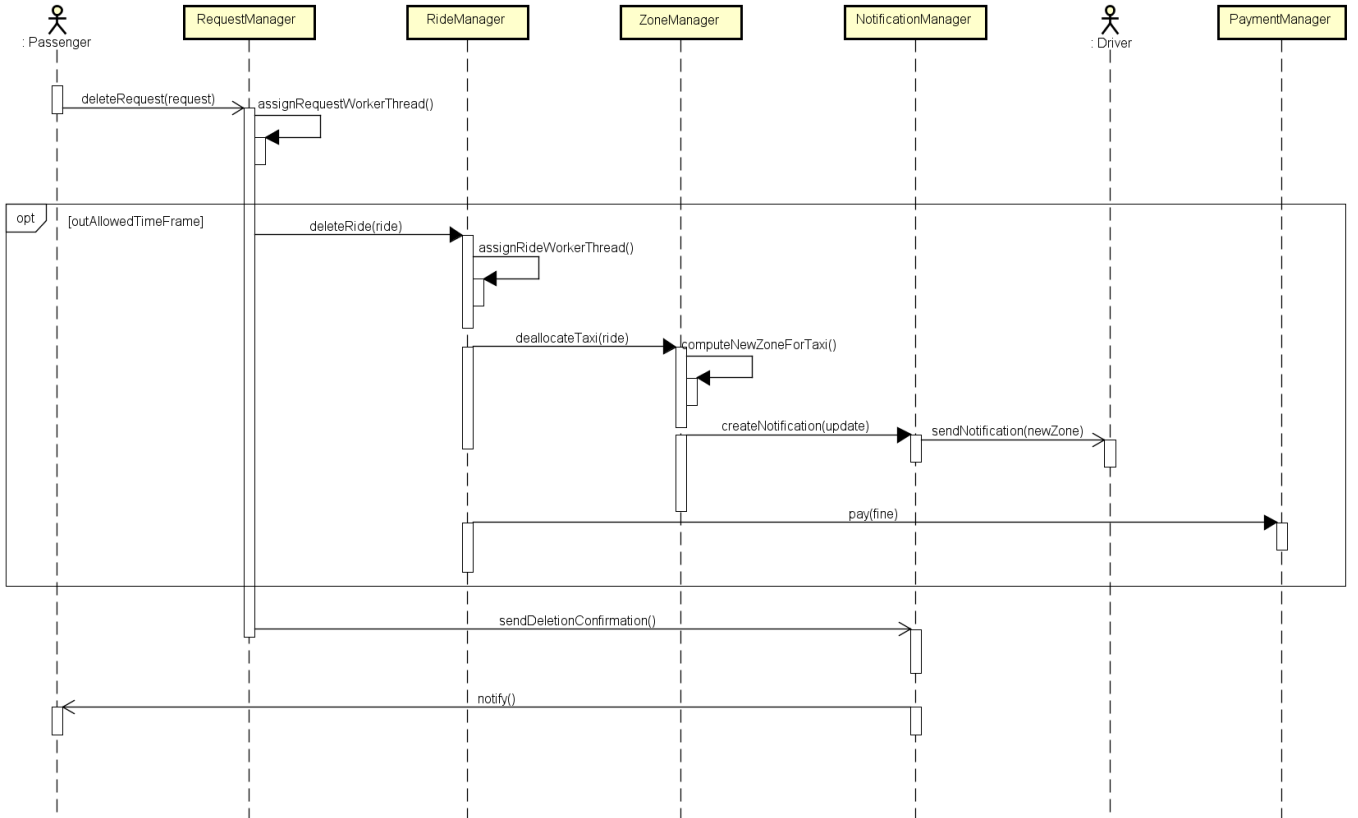 : Passenger
RequestManager
RideManager
ZoneManager
NotificationManager
: Driver
PaymentManager
deleteRequest(request)
assignRequestWorkerThread()
opt
[outAllowedTimeFrame]
deleteRide(ride)
assignRideWorkerThread()
deallocateTaxi(ride)
computeNewZoneForTaxi()
createNotification(update)
sendNotification(newZone)
pay(fine)
sendDeletionConfirmation()
notify()